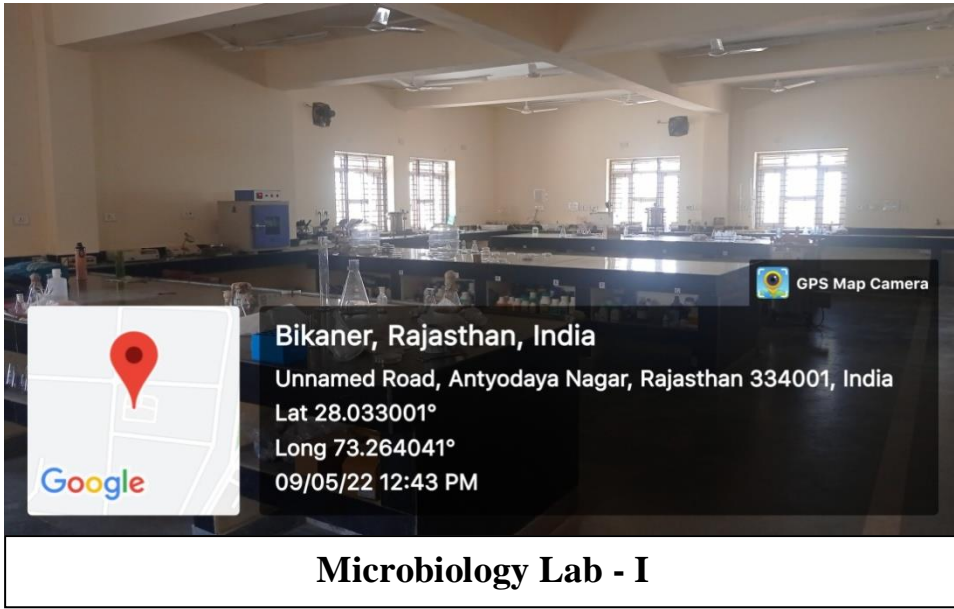 GPS Map Camera
Bikaner, Rajasthan, India
Unnamed Road, Antyodaya Nagar, Rajasthan 334001, India
Lat 28.033001°
Long 73.264041°
09/05/22 12:43 PM
Google
Microbiology Lab - I